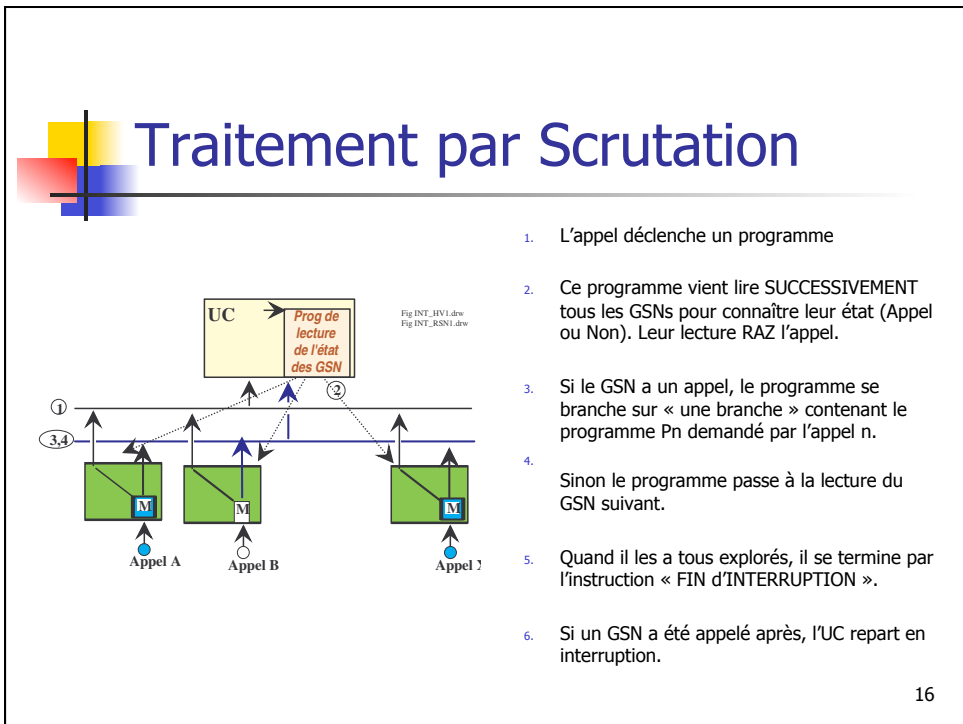 Traitement par Scrutation
UC
Prog de
lecture
de l'état
des GSN
Fig INT_HV1.drw
Fig INT_RSN1.drw
1
2
3,4
M
M
M
Appel A
Appel B
Appel
1. L'appel déclenche un programme
2. Ce programme vient lire SUCCESSIVEMENT
tous les GSNs pour connaître leur état (Appel
ou Non). Leur lecture RAZ l'appel.
3. Si le GSN a un appel, le programme se
branche sur « une branche » contenant le
programme Pn demandé par l'appel n.
4.
Sinon le programme passe à la lecture du
GSN suivant.
5. Quand il les a tous explorés, il se termine par
l'instruction « FIN d'INTERRUPTION ».
6. Si un GSN a été appelé après, l'UC repart en
interruption.
16